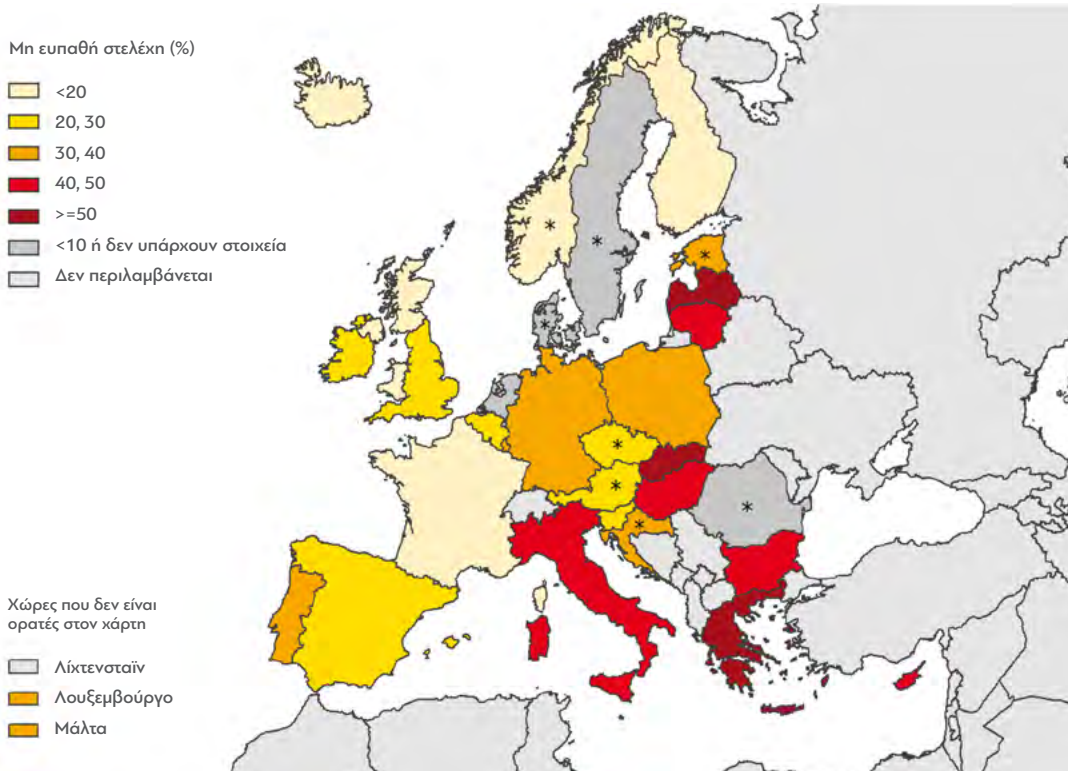 Μη ευπαθή στελέχη (%)
<20
20, 30
30, 40
40, 50
>=50
<10 ή δεν υπάρχουν στοιχεία
Δεν περιλαμβάνεται
*
*
*
*
*
*
*
*
Χώρες που δεν είναι
ορατές στον χάρτη
Λίχτενσταϊν
Λουξεμβούργο
Μάλτα